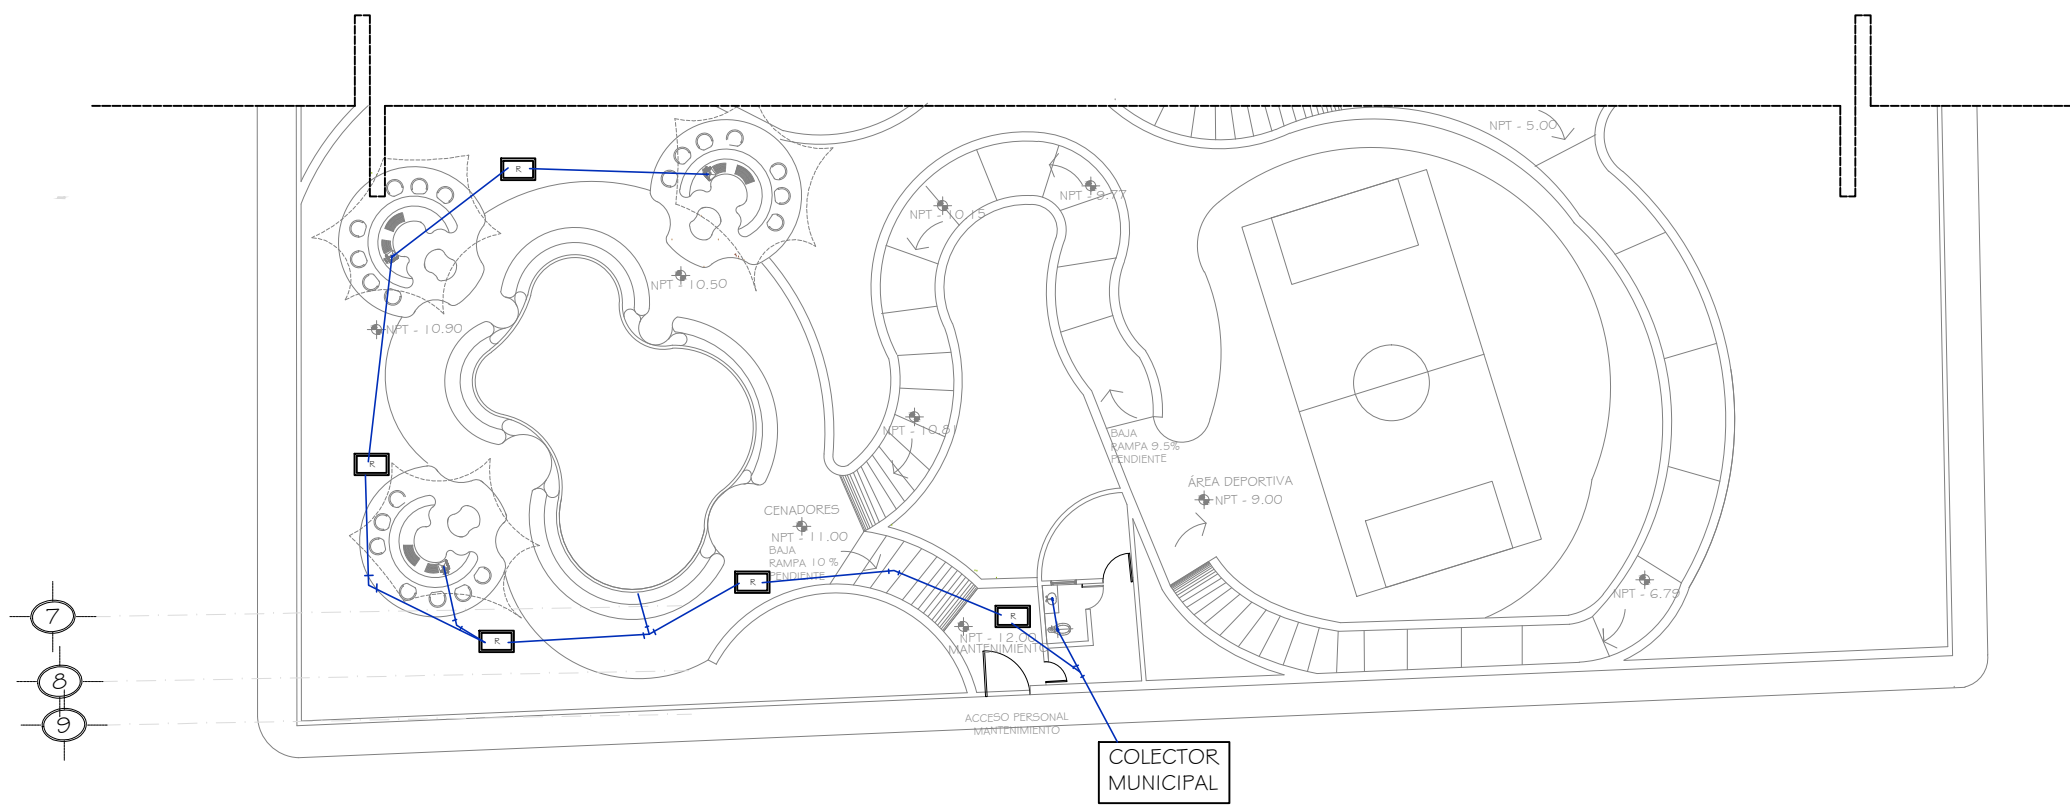 NPT - 5.00
R
NPT - 9.77
NPT - 10.15
NPT - 10.50
NPT - 10.90
NPT - 10.81
BAJA
RAMPA 9.5%
PENDIENTE
R
ÁREA DEPORTIVA
NPT - 9.00
CENADORES
NPT - 11.00
BAJA
RAMPA 10 %
PENDIENTE
R
NPT - 6.79
7
R
R
NPT - 12.00
MANTENIMIENTO
8
9
ACCESO PERSONAL
MANTENIMIENTO
COLECTOR
MUNICIPAL